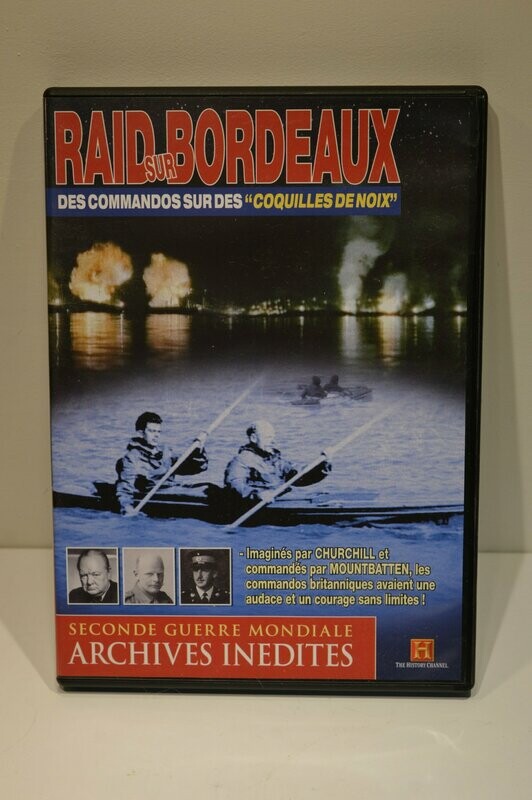 RAID SUR BORDEAUX
DES COMMANDOS SUR DES "COQUILLES DE NOIX"
- Imaginés par CHURCHILL et
commandés par MOUNTBATTEN, les
commandos britanniques avaient une
audace et un courage sans limites !
SECONDE GUERRE MONDIALE
ARCHIVES INEDITES
H
THE HISTORY CHANNEL